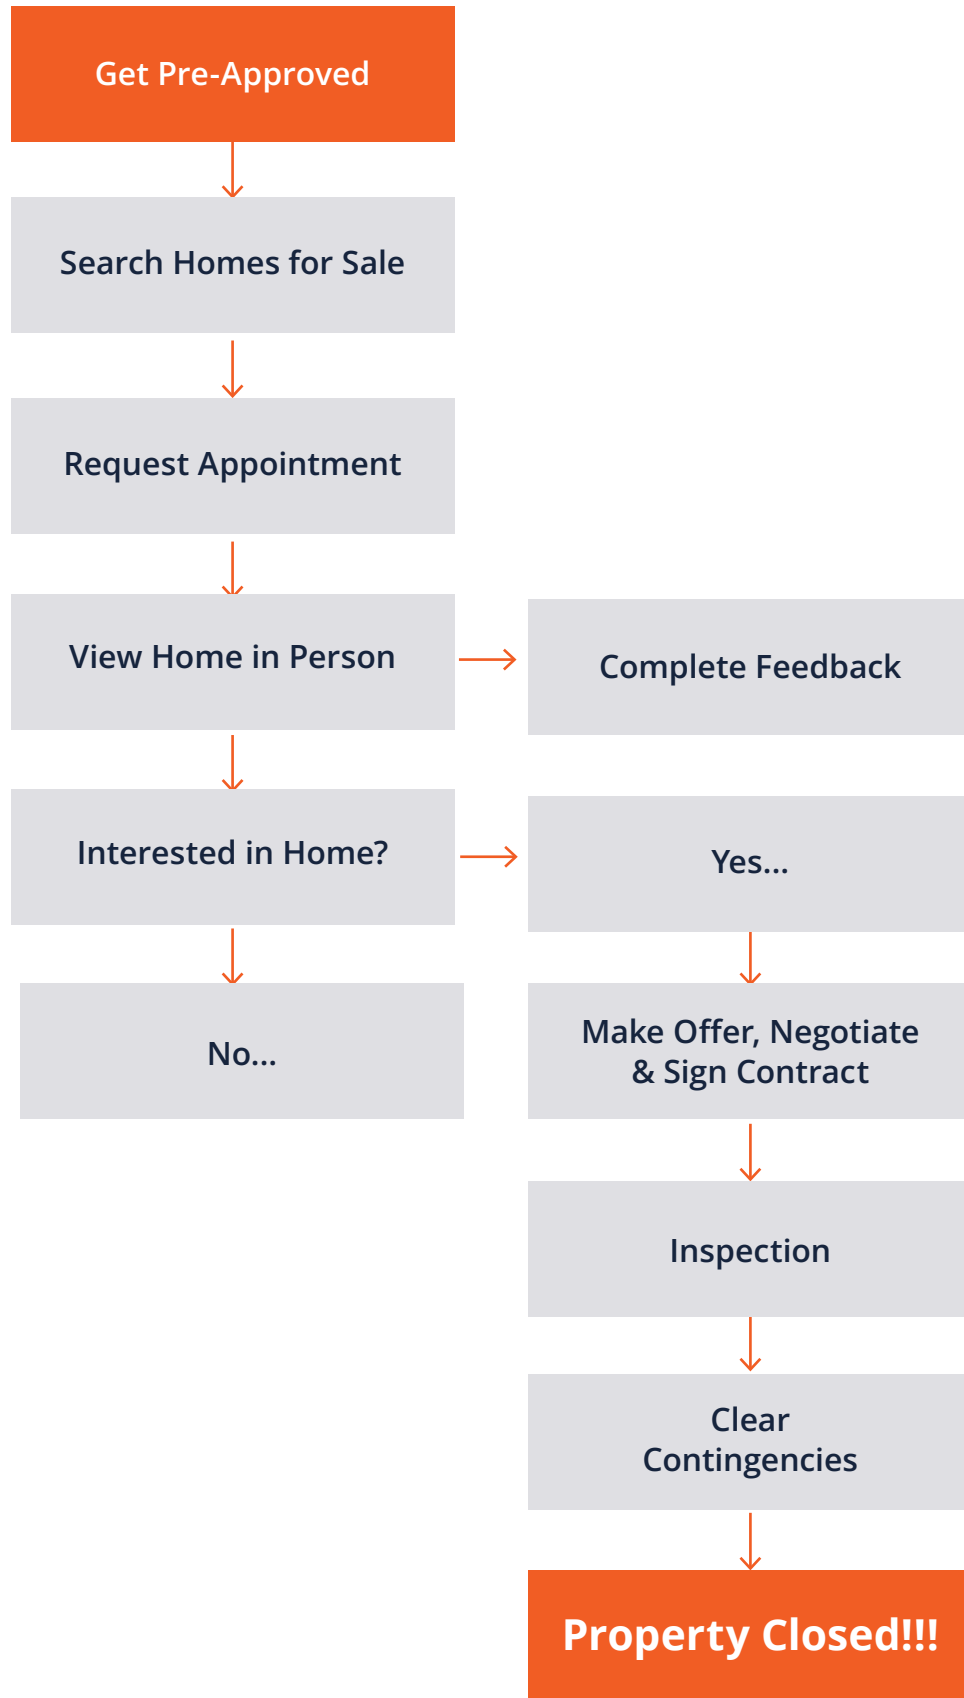 Get Pre-Approved
Search Homes for Sale
Request Appointment
View Home in Person
Complete Feedback
Interested in Home?
Yes...
No...
Make Offer, Negotiate
& Sign Contract
Inspection
Clear
Contingencies
Property Closed!!!